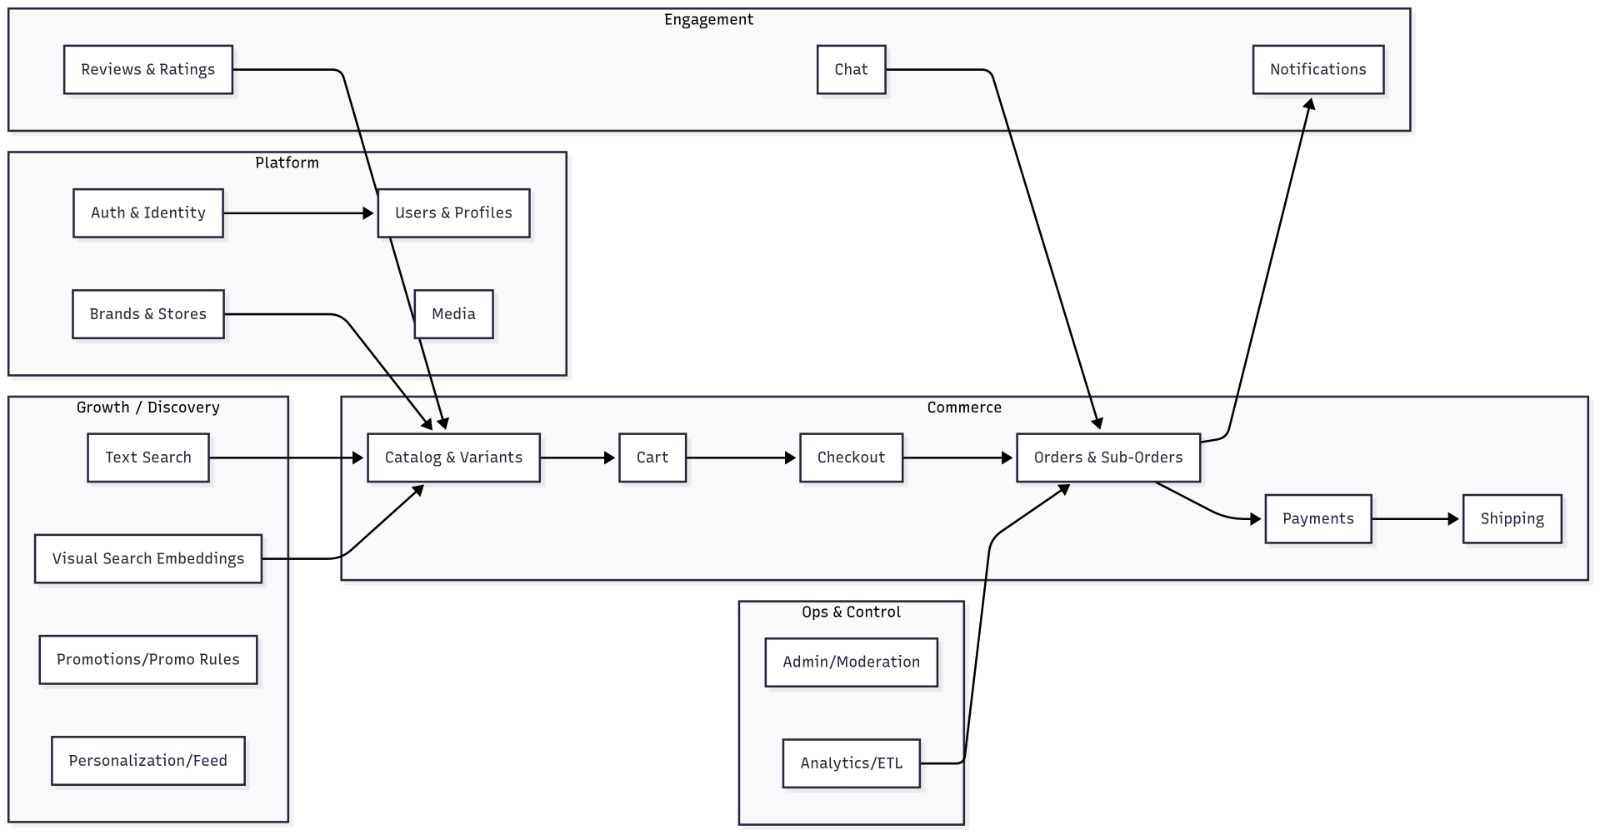 Engagement
Reviews & Ratings
Chat
Notifications
Platform
Auth & Identity
Users & Profiles
Brands & Stores
Media
Growth / Discovery
Text Search
Visual Search Embeddings
Promotions/Promo Rules
Personalization/Feed
Commerce
Catalog & Variants
Cart
Checkout
Orders & Sub-Orders
Payments
Shipping
Ops & Control
Admin/Moderation
Analytics/ETL